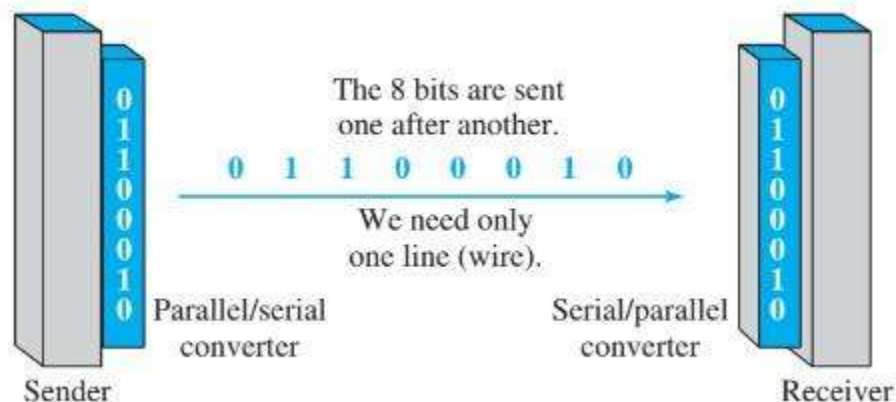 The 8 bits are sent
one after another.
0 1 1 0 0 0 1 0
We need only
one line (wire).
0
1
1
0
0
0
1
0
Parallel/serial
converter
Sender
0
1
1
0
0
0
1
0
Serial/parallel
converter
Receiver